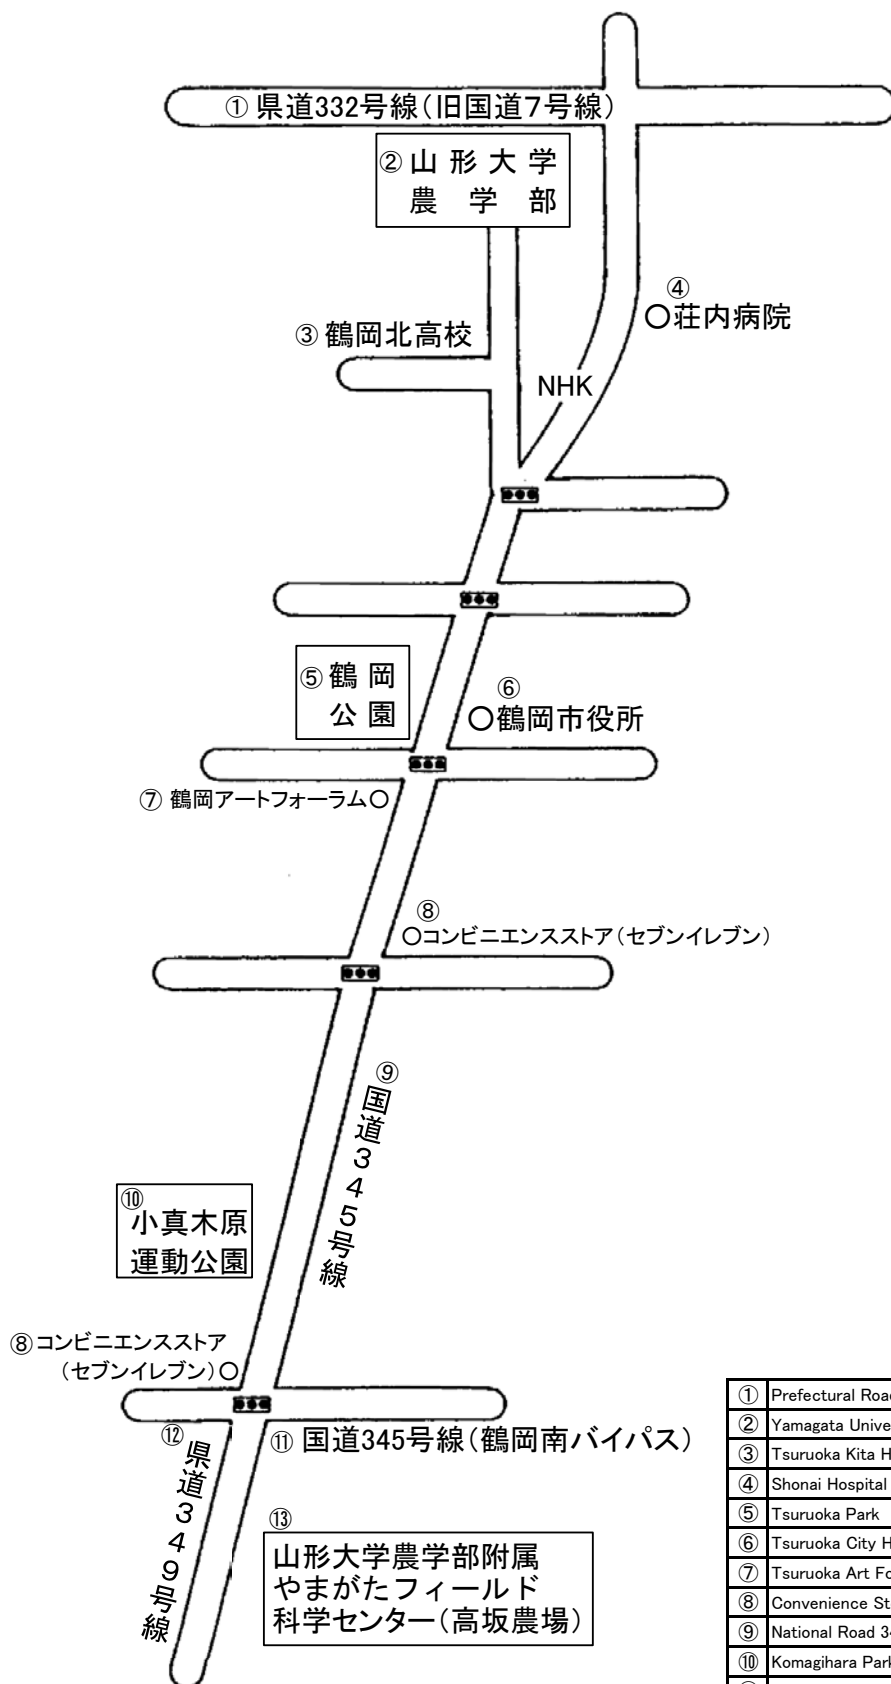 ① 県道332号線(旧国道7号線)
② 山形大学
農学部
③ 鶴岡北高校
④
荘内病院
NHK
⑤ 鶴岡
公園
⑥
鶴岡市役所
⑦ 鶴岡アートフォーラム
⑧
コンビニエンスストア(セブンイレブン)
⑨
国道345号線
⑩
小真木原
運動公園
⑧ コンビニエンスストア
(セブンイレブン)
⑪ 国道345号線(鶴岡南バイパス)
⑫
県道349号線
⑬
山形大学農学部附属
やまがたフィールド
科学センター(高坂農場)
① Prefectural
② Yamagata
③ Tsuruoka Kita
④ Shonai Hospital
⑤ Tsuruoka Park
⑥ Tsuruoka City
⑦ Tsuruoka Art
⑧ Convenience
⑨ National Road
⑩ Komagihara